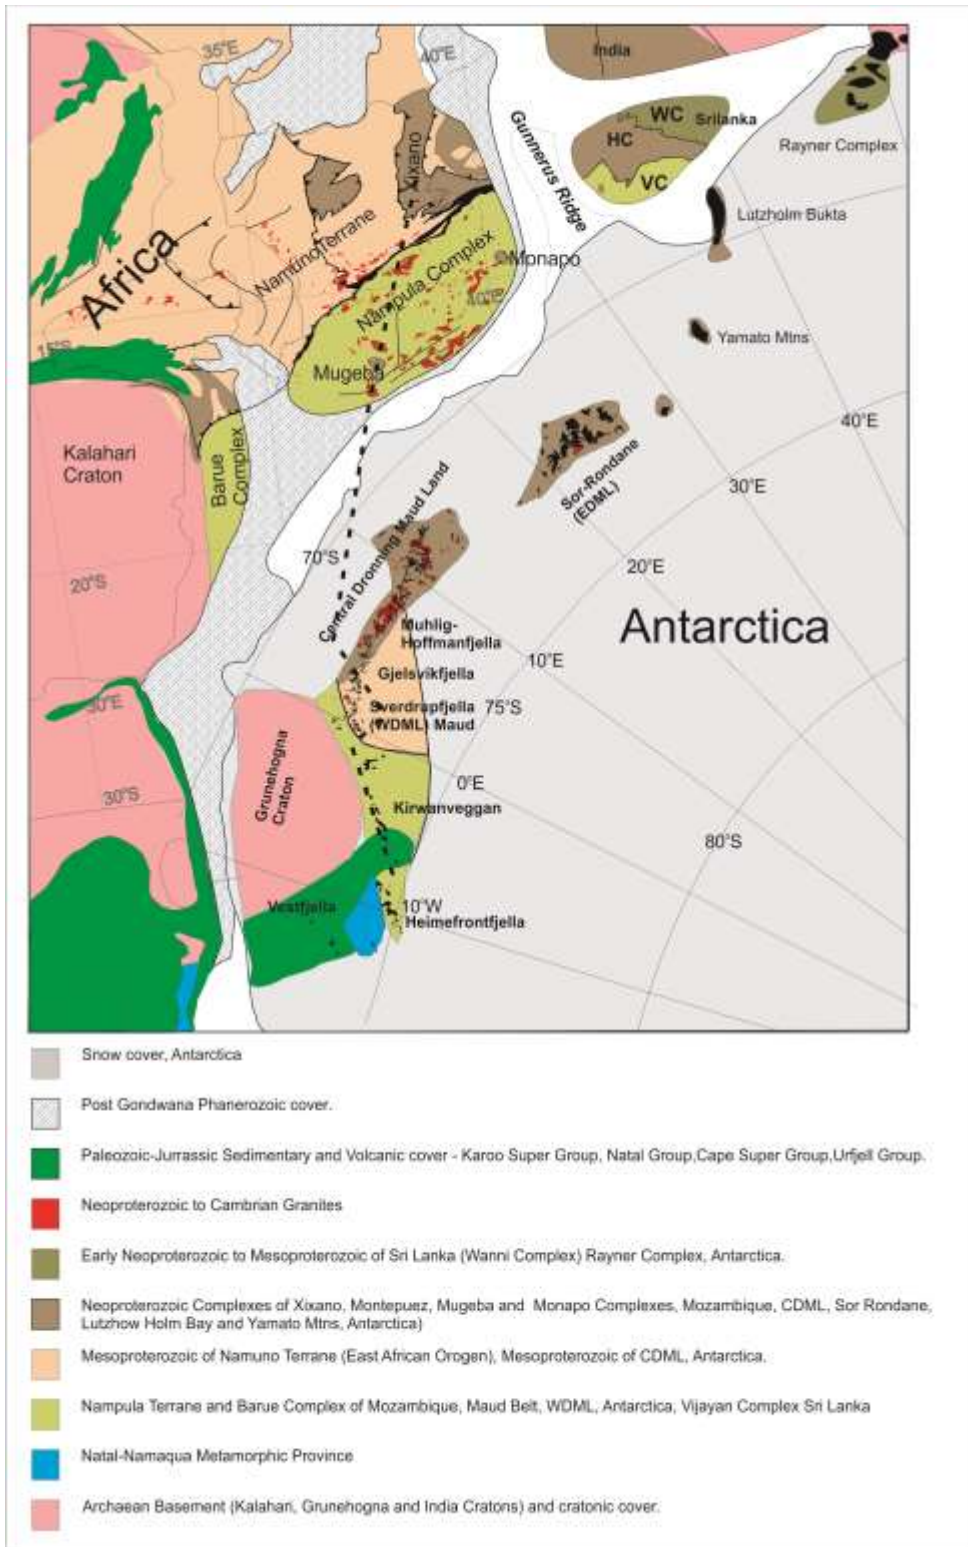 35°E
40°E
India
Gunnerus Ridge
WC
Srilanka
HC
VC
Rayner Complex
Xixano
Lutzholm Bukta
Africa
Namuno Terrane
Nampula Complex
Monapo
40°E
Yamato Mtns
15°S
Mugeba
Kalahari
Craton
Barue
Complex
40°E
Sor-Rondane
(EDML)
30°E
20°S
70°S
Central Dronning Maud Land
20°E
Antarctica
Muhlig-
Hoffmanfjella
10°E
Gjelsvikfjella
30°E
Sverdrapfjella
(WDML) Maud
75°S
Grunehogna
Craton
0°E
30°S
Kirwanveggan
80°S
Vestfjella
10°W
Heimefrontfjella
Snow cover, Antarctica
Post Gondwana Phanerozoic cover.
Paleozoic-Jurrassic Sedimentary and Volcanic cover - Karoo Super Group, Natal Group,Cape Super Group,Urfjell Group.
Neoproterozoic to Cambrian Granites
Early Neoproterozoic to Mesoproterozoic of Sri Lanka (Wanni Complex) Rayner Complex, Antarctica.
Neoproterozoic Complexes of Xixano, Montepuez, Mugeba and Monapo Complexes, Mozambique, CDML, Sor Rondane,
Lutzhow Holm Bay and Yamato Mtns, Antarctica)
Mesoproterozoic of Namuno Terrane (East African Orogen), Mesoproterozoic of CDML, Antarctica.
Nampula Terrane and Barue Complex of Mozambique, Maud Belt, WDML, Antarctica, Vijayan Complex Sri Lanka
Natal-Namaqua Metamorphic Province
Archaean Basement (Kalahari, Grunehogna and India Cratons) and cratonic cover.